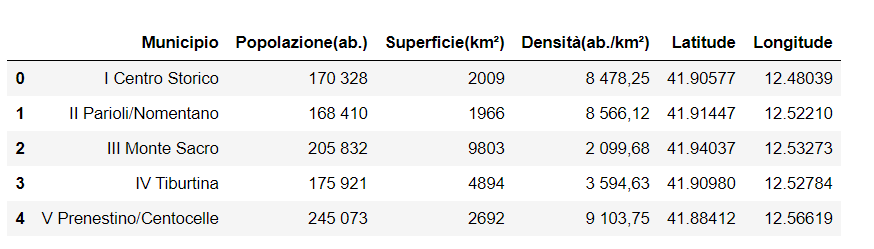 Municipio Popolazione(ab.) Superficie(km²) Densità(ab./km²) Latitude Longitude
0 I Centro Storico 170 328 2009 8 478,25 41.90577 12.48039
1 II Parioli/Nomentano 168 410 1966 8 566,12 41.91447 12.52210
2 III Monte Sacro 205 832 9803 2 099,68 41.94037 12.53273
3 IV Tiburtina 175 921 4894 3 594,63 41.90980 12.52784
4 V Prenestino/Centocelle 245 073 2692 9 103,75 41.88412 12.56619